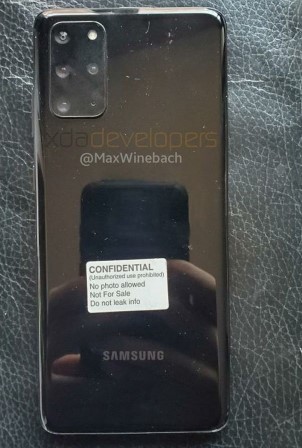 xdadevelopers
@MaxWinebach
CONFIDENTIAL
(Unauthorized use prohibited)
No photo allowed
Not For Sale
Do not leak info
SAMSUNG